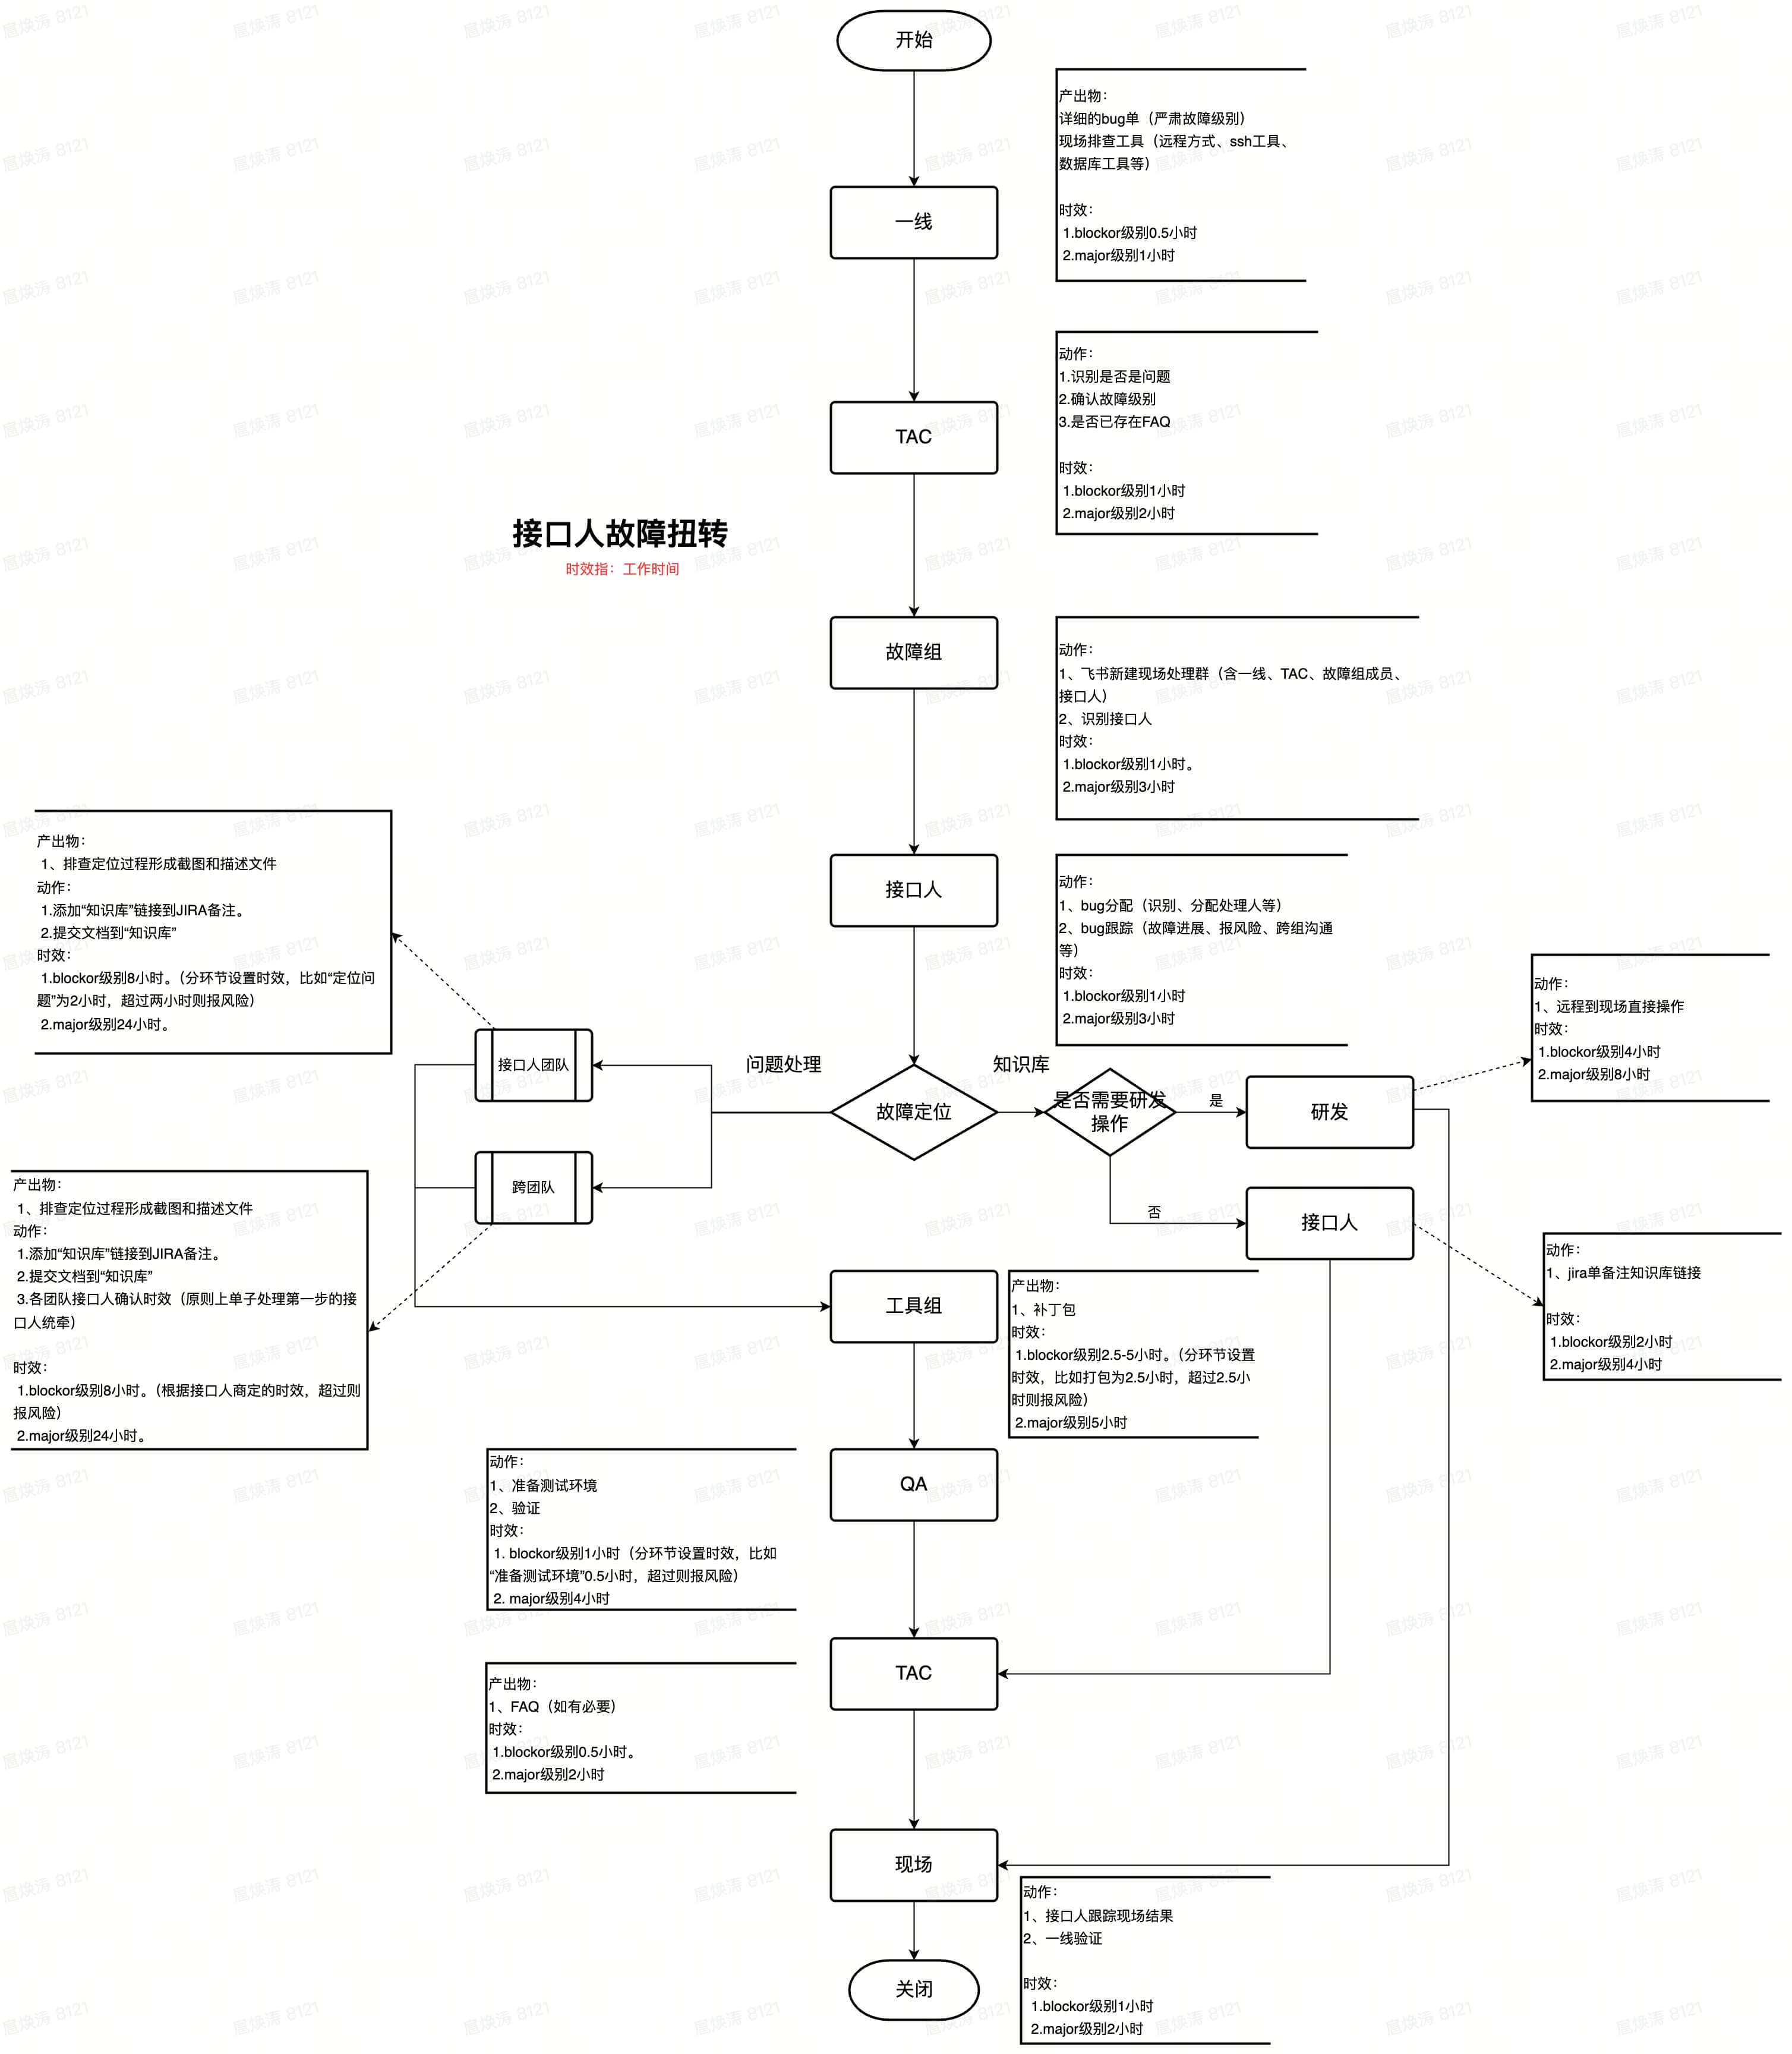 开始
产出物：
详细的bug单（严肃故障级别）
现场排查工具（远程方式、ssh工具、
数据库工具等）
时效：
1.blockor级别0.5小时
2.major级别1小时
一线
动作：
1.识别是否是问题
2.确认故障级别
3.是否已存在FAQ
时效：
1.blockor级别1小时
2.major级别2小时
TAC
接口人故障扭转
时效指：工作时间
故障组
动作：
1、飞书新建现场处理群（含一线、TAC、故障组成员、
接口人）
2、识别接口人
时效：
1.blockor级别1小时。
2.major级别3小时
产出物：
1、排查定位过程形成截图和描述文件
动作：
1.添加“知识库”链接到JIRA备注。
2.提交文档到“知识库”
时效：
1.blockor级别8小时。（分环节设置时效，比如“定位问
题”为2小时，超过两小时则报风险）
2.major级别24小时。
接口人
动作：
1、bug分配（识别、分配处理人等）
2、bug跟踪（故障进展、报风险、跨组沟通
等）
时效：
1.blockor级别1小时
2.major级别3小时
动作：
1、远程到现场直接操作
时效：
1.blockor级别4小时
2.major级别8小时
接口人团队
问题处理
知识库
故障定位
是否需要研发
操作
是
研发
跨团队
否
接口人
产出物：
1、排查定位过程形成截图和描述文件
动作：
1.添加“知识库”链接到JIRA备注。
2.提交文档到“知识库”
3.各团队接口人确认时效（原则上单子处理第一步的接
口人统牵）
时效：
1.blockor级别8小时。（根据接口人商定的时效，超过则
报风险）
2.major级别24小时。
动作：
1、jira单备注知识库链接
时效：
1.blockor级别2小时
2.major级别4小时
工具组
产出物：
1、补丁包
时效：
1.blockor级别2.5-5小时。（分环节设置
时效，比如打包为2.5小时，超过2.5小
时则报风险）
2.major级别5小时
动作：
1、准备测试环境
2、验证
时效：
1. blockor级别1小时（分环节设置时效，比如
“准备测试环境”0.5小时，超过则报风险）
2. major级别4小时
QA
产出物：
1、FAQ（如有必要）
时效：
1.blockor级别0.5小时。
2.major级别2小时
TAC
现场
动作：
1、接口人跟踪现场结果
2、一线验证
时效：
1.blockor级别1小时
2.major级别2小时
关闭